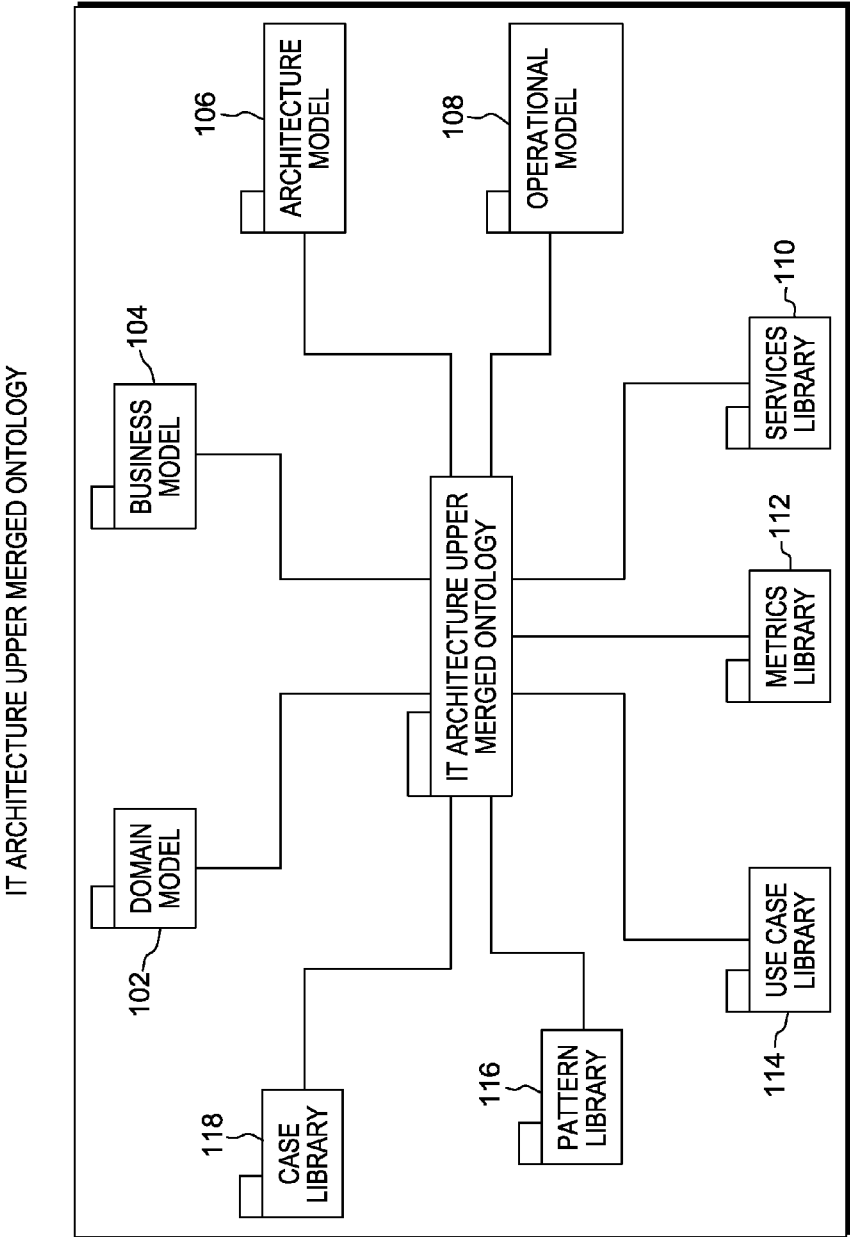 IT ARCHITECTURE UPPER MERGED ONTOLOGY
102
DOMAIN
MODEL
104
BUSINESS
MODEL
118
CASE
LIBRARY
106
ARCHITECTURE
MODEL
IT ARCHITECTURE UPPER
MERGED ONTOLOGY
116
PATTERN
LIBRARY
108
OPERATIONAL
MODEL
114
USE CASE
LIBRARY
112
METRICS
LIBRARY
110
SERVICES
LIBRARY